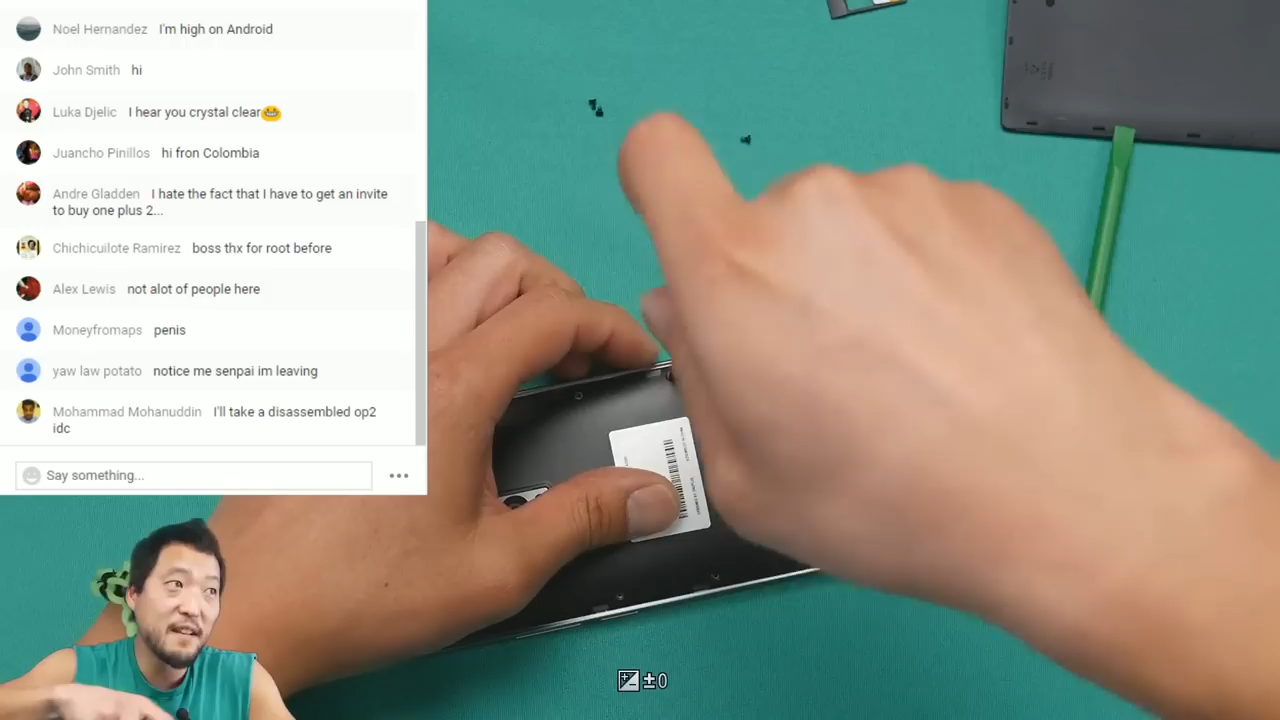 Noel Hernandez I'm high on Android
John Smith hi
Luka Djelic I hear you crystal clear😁
Juancho Pinillos hi fron Colombia
Andre Gladden I hate the fact that I have to get an invite
to buy one plus 2...
Chichicuilote Ramirez boss thx for root before
Alex Lewis not alot of people here
Moneyfromaps penis
yaw law potato notice me senpai im leaving
Mohammad Mohanuddin I'll take a disassembled op2
idc
Say something...
±0